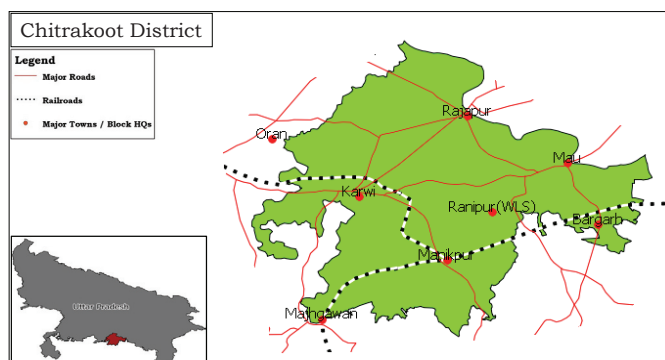 Chitrakoot District
Legend
Major Roads
Railroads
Major Towns / Block HQs
Rajapur
Oran
Mau
Karwi
Ranipur(WLS)
Bargarh
Manikpur
Majhgawan
Uttar Pradesh